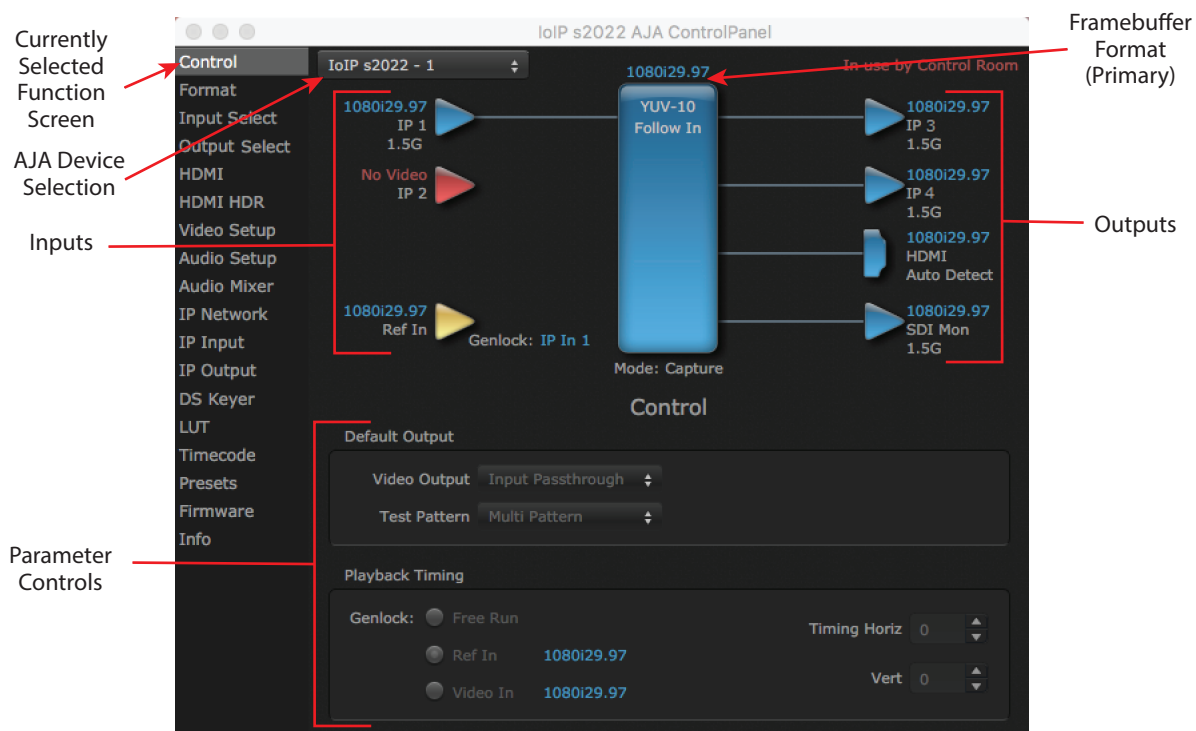 Currently
Selected
Function
Screen
AJA Device
Selection
Inputs
Parameter
Controls
IoIP s2022 AJA ControlPanel
Framebuffer
Format
(Primary)
Outputs
Control
Format
Input Select
Output Select
HDMI
HDMI HDR
Video Setup
Audio Setup
Audio Mixer
IP Network
IP Input
IP Output
DS Keyer
LUT
Timecode
Presets
Firmware
Info
IoIP s2022 - 1
1080i29.97
In use by Control Room
1080i29.97
IP 1
1.5G
No Video
IP 2
1080i29.97
Ref In
Genlock: IP In 1
YUV-10
Follow In
Mode: Capture
1080i29.97
IP 3
1.5G
1080i29.97
IP 4
1.5G
1080i29.97
HDMI
Auto Detect
1080i29.97
SDI Mon
1.5G
Control
Default Output
Video Output Input Passthrough
Test Pattern Multi Pattern
Playback Timing
Genlock: Free Run
Ref In 1080i29.97
Video In 1080i29.97
Timing Horiz 0
Vert 0